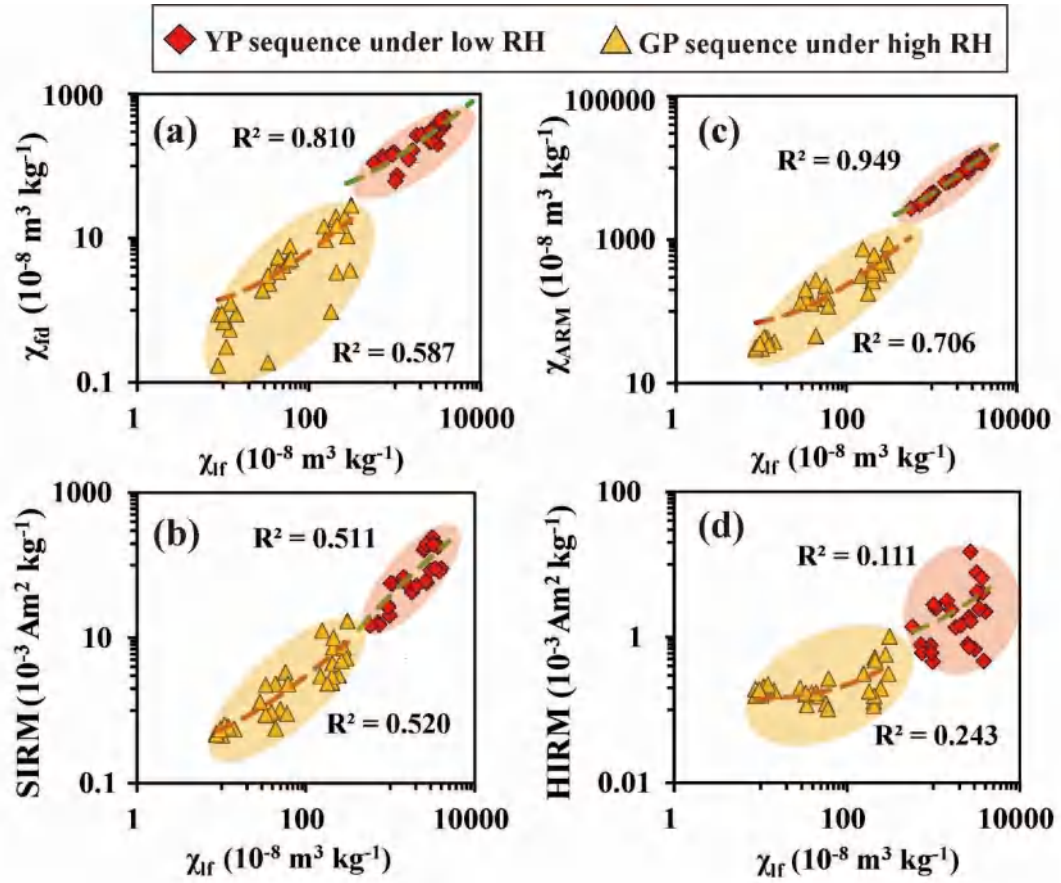 YP sequence under low RH GP sequence under high RH
(a)
R² = 0.810
R² = 0.587
1000
10
0.1
1 100 10000
χfd (10⁻⁸ m³ kg⁻¹)
χlf (10⁻⁸ m³ kg⁻¹)
(c)
R² = 0.949
R² = 0.706
100000
1000
10
1 100 10000
χARM (10⁻⁸ m³ kg⁻¹)
χlf (10⁻⁸ m³ kg⁻¹)
(b)
R² = 0.511
R² = 0.520
1000
10
0.1
1 100 10000
SIRM (10⁻³ Am² kg⁻¹)
χlf (10⁻⁸ m³ kg⁻¹)
(d)
R² = 0.111
R² = 0.243
100
1
0.01
1 100 10000
HIRM (10⁻³ Am² kg⁻¹)
χlf (10⁻⁸ m³ kg⁻¹)